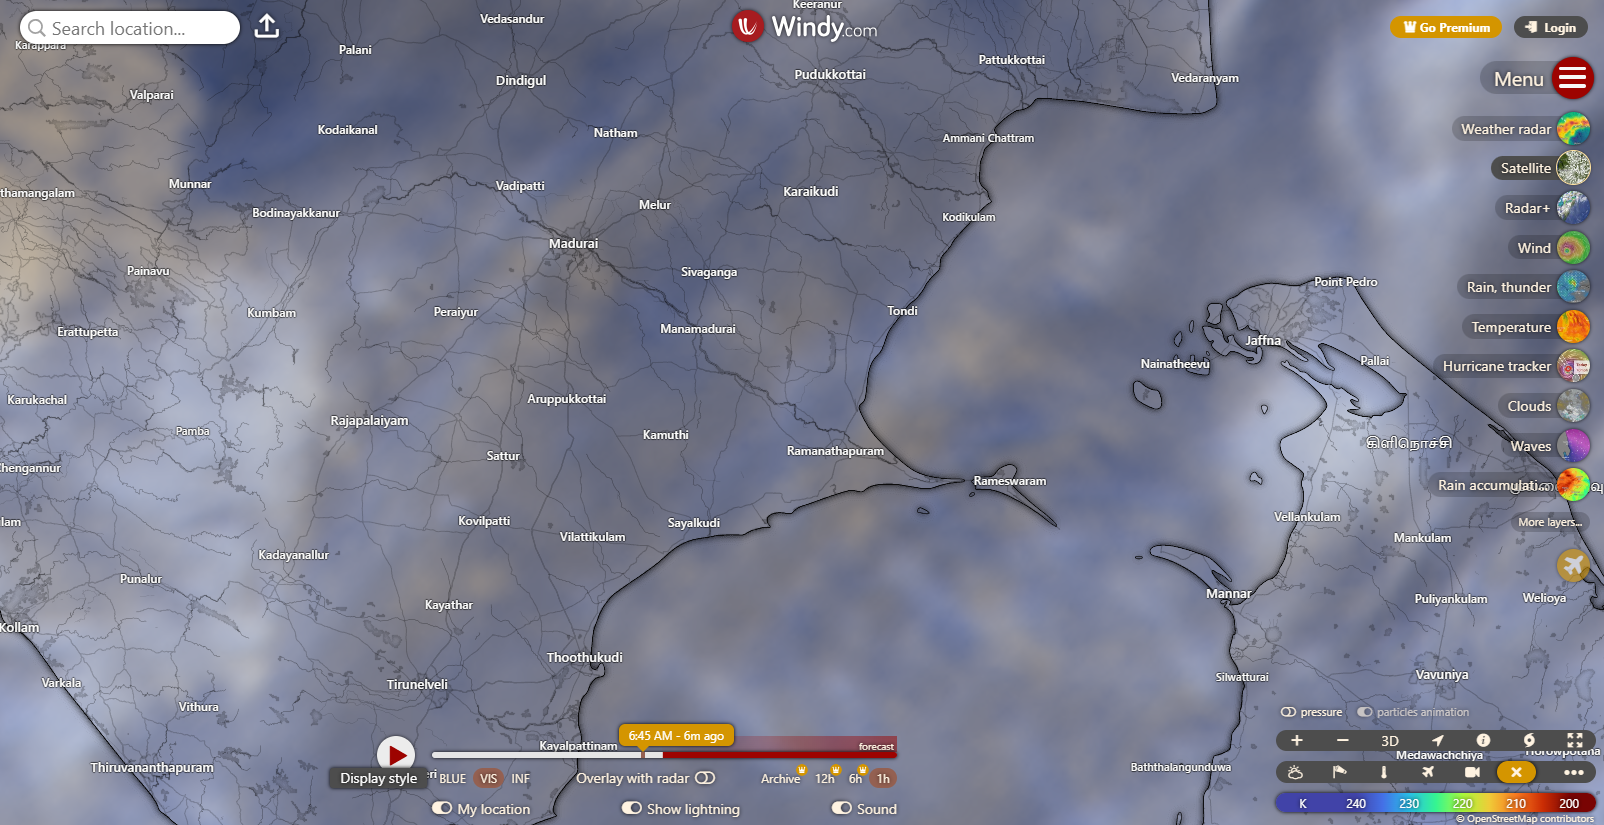 Search location...
Windy.com
Go Premium
Login
Menu
Weather radar
Satellite
Radar+
Wind
Rain, thunder
Temperature
Hurricane tracker
Clouds
Waves
Rain accumulati
More layers...
Keeranur
Vedasandur
Karappara
Palani
Pattukkottai
Dindigul
Pudukkottai
Vedaranyam
Valparai
Kodaikanal
Natham
Ammani Chattram
Munnar
Vadipatti
Karaikudi
thamangalam
Bodinayakkanur
Melur
Kodikulam
Madurai
Painavu
Sivaganga
Point Pedro
Kumbam
Peraiyur
Tondi
Erattupetta
Manamadurai
Jaffna
Nainatheevu
Pallai
Karukachal
Aruppukkottai
Pamba
Rajapalaiyam
Kamuthi
கிளிநொச்சி
Chengannur
Sattur
Ramanathapuram
Rameswaram
lam
Kovilpatti
Sayalkudi
Vellankulam
Vilattikulam
Mankulam
Kadayanallur
Punalur
Kayathar
Mannar
Puliyankulam
Welioya
Kollam
Thoothukudi
Varkala
Tirunelveli
Silwatturai
Vavuniya
Vithura
Kayalpattinam
Thiruvananthapuram
Baththalangunduwa
Medawachchiya
Horowpotana
6:45 AM - 6m ago
forecast
Display style
eri
BLUE
VIS
INF
Overlay with radar
Archive
12h
6h
1h
My location
Show lightning
Sound
pressure
particles animation
3D
K 240 230 220 210 200
© OpenStreetMap contributors